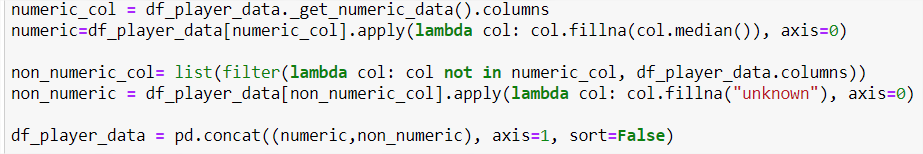 numeric_col = df_player_data._get_numeric_data().columns
numeric=df_player_data[numeric_col].apply(lambda col: col.fillna(col.median()), axis=0)
non_numeric_col= list(filter(lambda col: col not in numeric_col, df_player_data.columns))
non_numeric = df_player_data[non_numeric_col].apply(lambda col: col.fillna("unknown"), axis=0)
df_player_data = pd.concat((numeric,non_numeric), axis=1, sort=False)